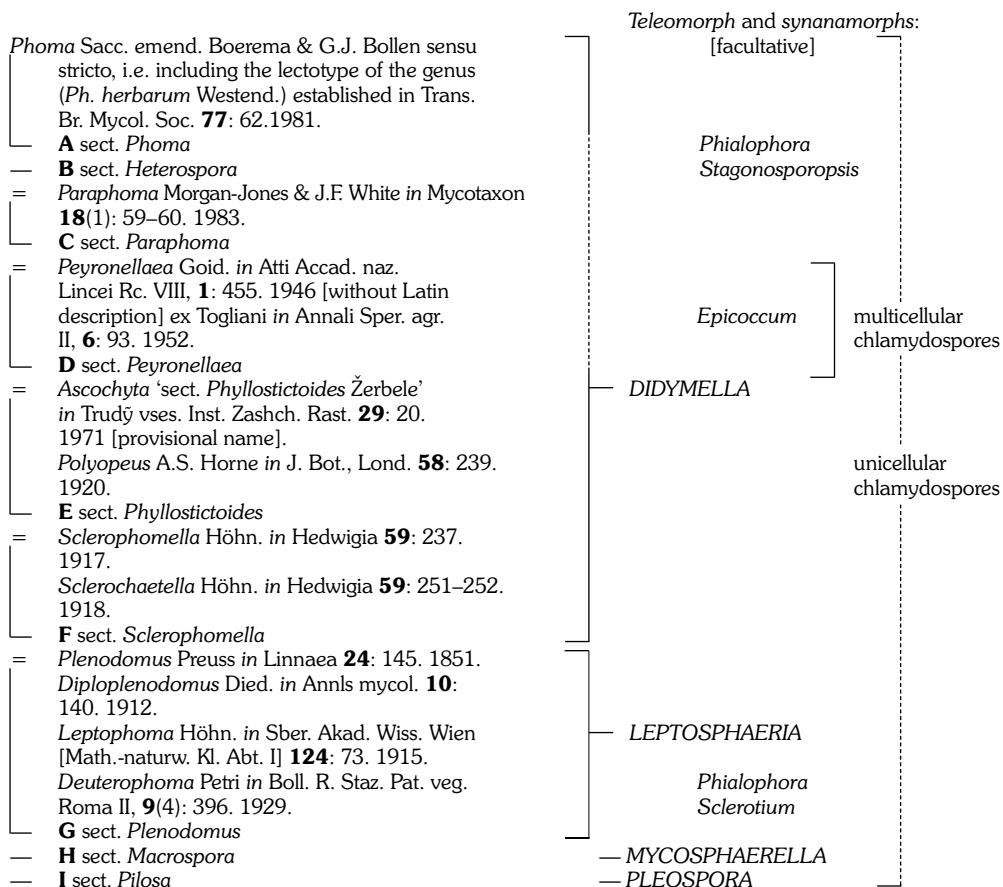 Teleomorph and synanamorphs:
[facultative]
Phoma Sacc. emend. Boerema & G.J. Bollen sensu
stricto, i.e. including the lectotype of the genus
(Ph. herbarum Westend.) established in Trans.
Br. Mycol. Soc. 77: 62.1981.
A sect. Phoma Phialophora
— B sect. Heterospora Stagonosporopsis
= Paraphoma Morgan-Jones & J.F. White in Mycotaxon
18(1): 59–60. 1983.
C sect. Paraphoma
= Peyronellaea Goid. in Atti Accad. naz.
Lincei Rc. VIII, 1: 455. 1946 [without Latin
description] ex Togliani in Annali Sper. agr. Epicoccum multicellular
II, 6: 93. 1952. chlamydospores
D sect. Peyronellaea
= Ascochyta ‘sect. Phyllostictoides Žerbele’ — DIDYMELLA
in Trudȳ vses. Inst. Zashch. Rast. 29: 20.
1971 [provisional name].
Polyopeus A.S. Horne in J. Bot., Lond. 58: 239. unicellular
1920. chlamydospores
E sect. Phyllostictoides
= Sclerophomella Höhn. in Hedwigia 59: 237.
1917.
Sclerochaetella Höhn. in Hedwigia 59: 251–252.
1918.
F sect. Sclerophomella
= Plenodomus Preuss in Linnaea 24: 145. 1851.
Diploplenodomus Died. in Annls mycol. 10:
140. 1912.
Leptophoma Höhn. in Sber. Akad. Wiss. Wien — LEPTOSPHAERIA
[Math.-naturw. Kl. Abt. I] 124: 73. 1915.
Deuterophoma Petri in Boll. R. Staz. Pat. veg. Phialophora
Roma II, 9(4): 396. 1929. Sclerotium
G sect. Plenodomus
— H sect. Macrospora — MYCOSPHAERELLA
— I sect. Pilosa — PLEOSPORA